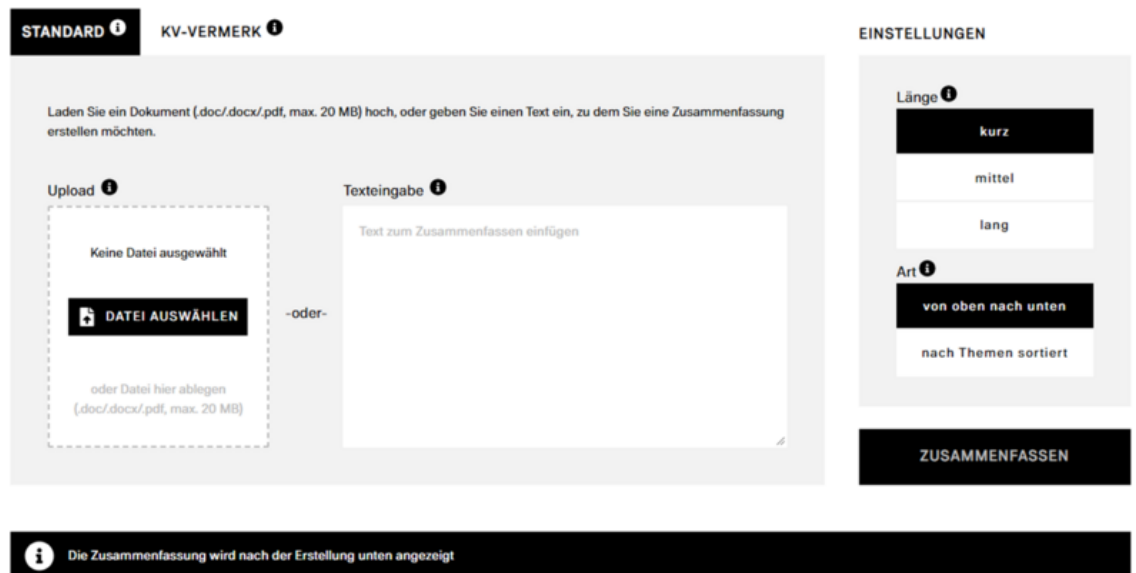 STANDARD
KV-VERMERK
EINSTELLUNGEN
Laden Sie ein Dokument (.doc/.docx/.pdf, max. 20 MB) hoch, oder geben Sie einen Text ein, zu dem Sie eine Zusammenfassung
erstellen möchten.
Upload
Keine Datei ausgewählt
DATEI AUSWÄHLEN
oder Datei hier ablegen
(.doc/.docx/.pdf, max. 20 MB)
-oder-
Texteingabe
Text zum Zusammenfassen einfügen
Länge
kurz
mittel
lang
Art
von oben nach unten
nach Themen sortiert
ZUSAMMENFASSEN
Die Zusammenfassung wird nach der Erstellung unten angezeigt